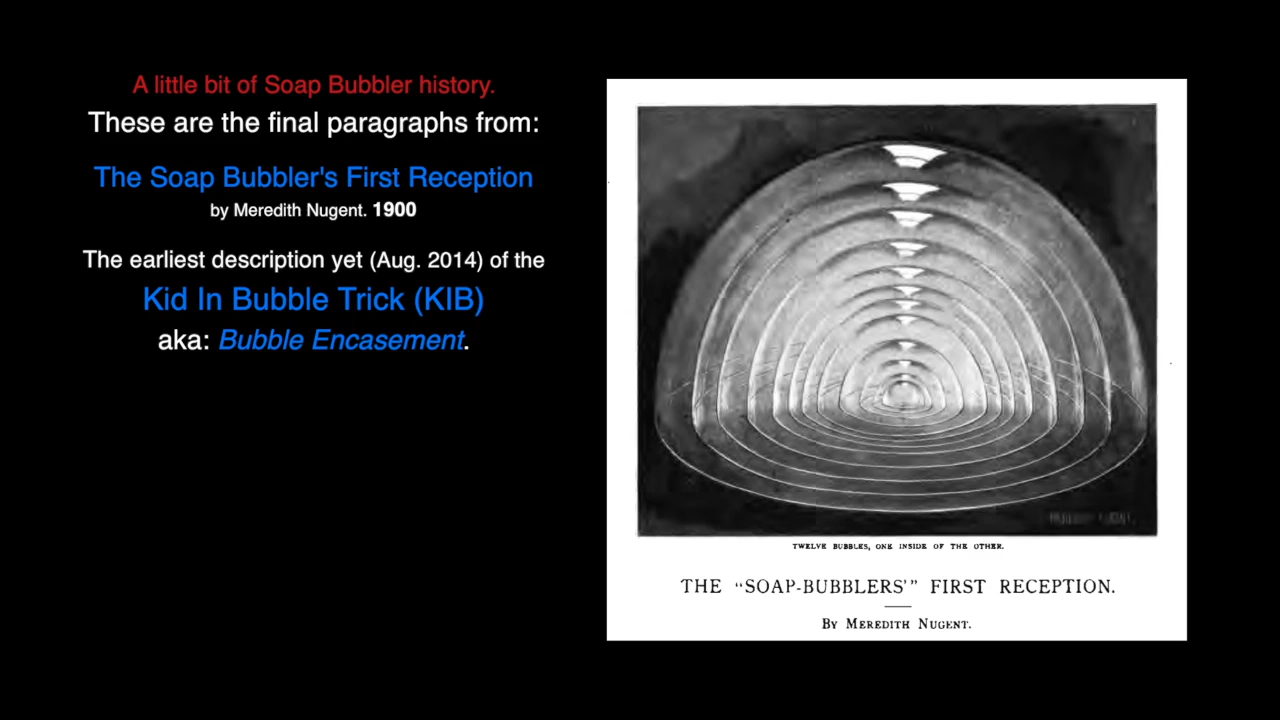 A little bit of Soap Bubbler history.
These are the final paragraphs from:
The Soap Bubbler's First Reception
by Meredith Nugent. 1900
The earliest description yet (Aug. 2014) of the
Kid In Bubble Trick (KIB)
aka: Bubble Encasement.
TWELVE BUBBLES, ONE INSIDE OF THE OTHER.
THE “SOAP-BUBBLERS’” FIRST RECEPTION.
BY MEREDITH NUGENT.